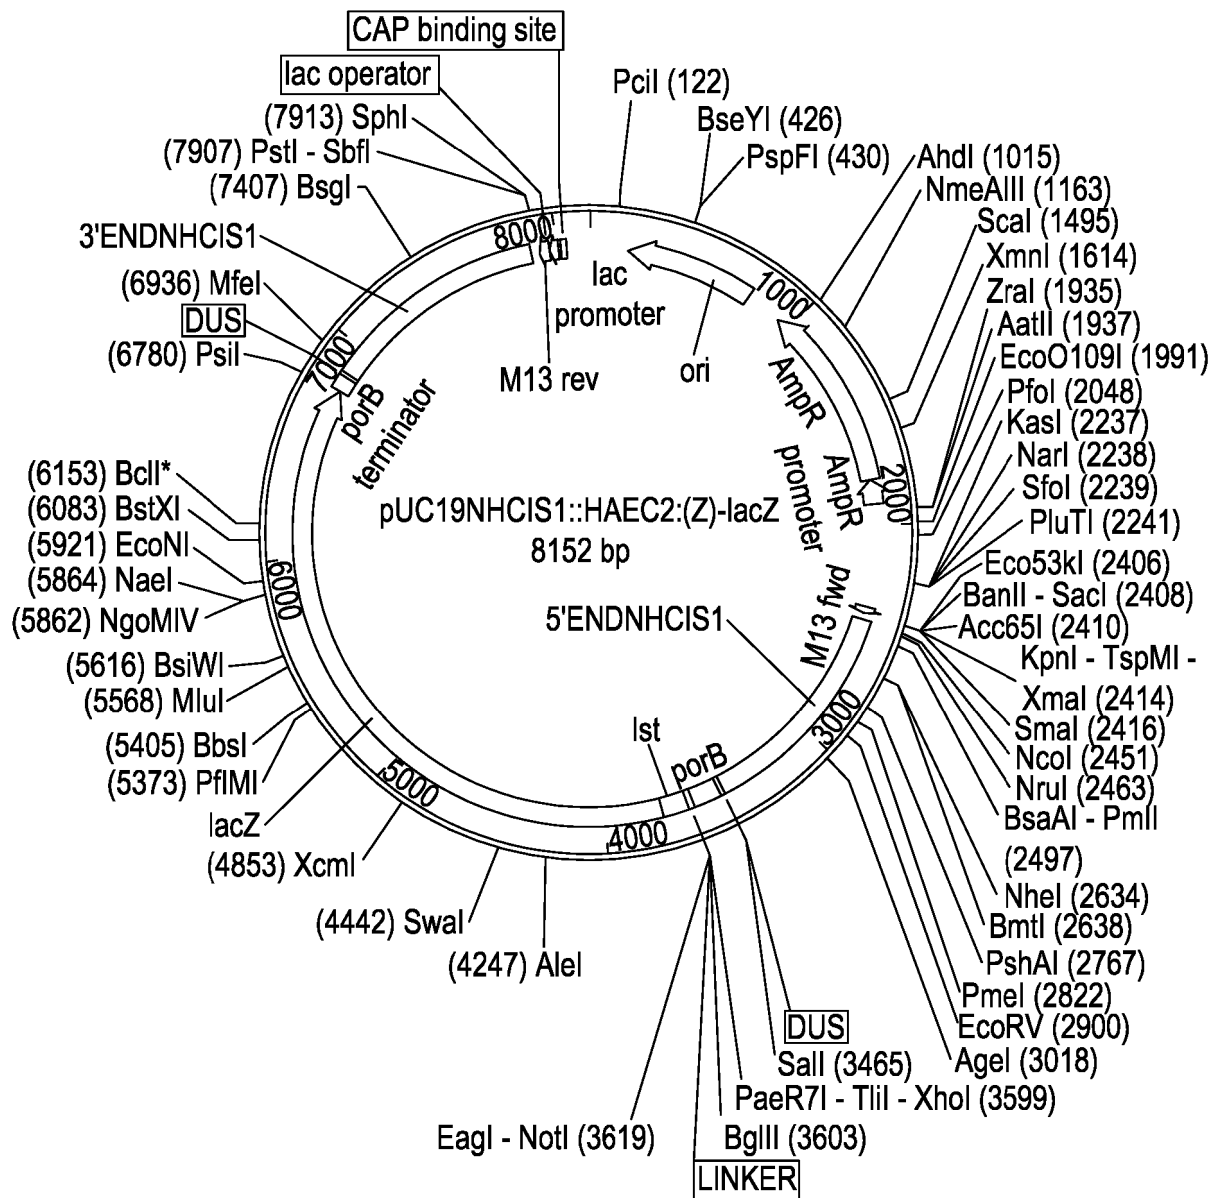 CAP binding site
lac operator
(7913) SphI
(7907) PstI - SbfI
(7407) BsgI
3'ENDNHCIS1
(6936) MfeI
DUS
(6780) PsiI
(6153) BclI*
(6083) BstXI
(5921) EcoNI
(5864) NaeI
(5862) NgoMIV
(5616) BsiWI
(5568) MluI
(5405) BbsI
(5373) PflMI
lacZ
(4853) XcmI
(4442) SwaI
(4247) AleI
PciI (122)
BseYI (426)
PspFI (430)
AhdI (1015)
NmeAIII (1163)
ScaI (1495)
XmnI (1614)
ZraI (1935)
AatII (1937)
EcoO109I (1991)
PfoI (2048)
KasI (2237)
NarI (2238)
SfoI (2239)
PluTI (2241)
Eco53kI (2406)
BanII - SacI (2408)
Acc65I (2410)
KpnI - TspMI -
XmaI (2414)
SmaI (2416)
NcoI (2451)
NruI (2463)
BsaAI - PmlI
(2497)
NheI (2634)
BmtI (2638)
PshAI (2767)
PmeI (2822)
EcoRV (2900)
AgeI (3018)
DUS
SalI (3465)
PaeR7I - TliI - XhoI (3599)
BglII (3603)
EagI - NotI (3619)
LINKER
8000
1000
2000
3000
4000
5000
6000
7000
lac
promoter
M13 rev
ori
AmpR
AmpR
promoter
M13 fwd
porB
terminator
pUC19NHCIS1::HAEC2:(Z)-lacZ
8152 bp
5'ENDNHCIS1
lst
porB